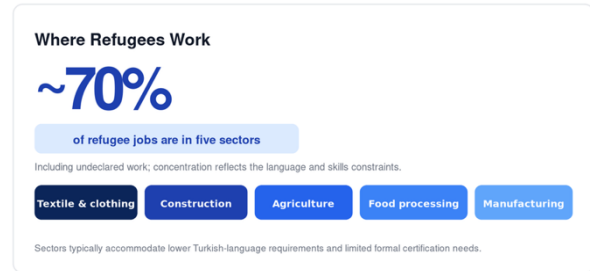 Where Refugees Work
~70%
of refugee jobs are in five sectors
Including undeclared work; concentration reflects the language and skills constraints.
Textile & clothing Construction Agriculture Food processing Manufacturing
Sectors typically accommodate lower Turkish-language requirements and limited formal certification needs.